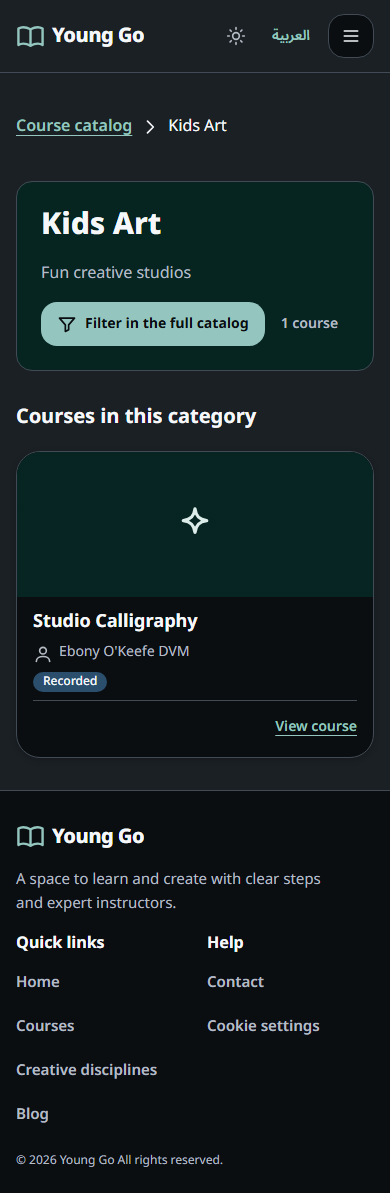 Young Go
العربية
Course catalog > Kids Art
Kids Art
Fun creative studios
Filter in the full catalog
1 course
Courses in this category
Studio Calligraphy
Ebony O'Keefe DVM
Recorded
View course
Young Go
A space to learn and create with clear steps
and expert instructors.
Quick links
Home
Courses
Creative disciplines
Blog
Help
Contact
Cookie settings
© 2026 Young Go All rights reserved.